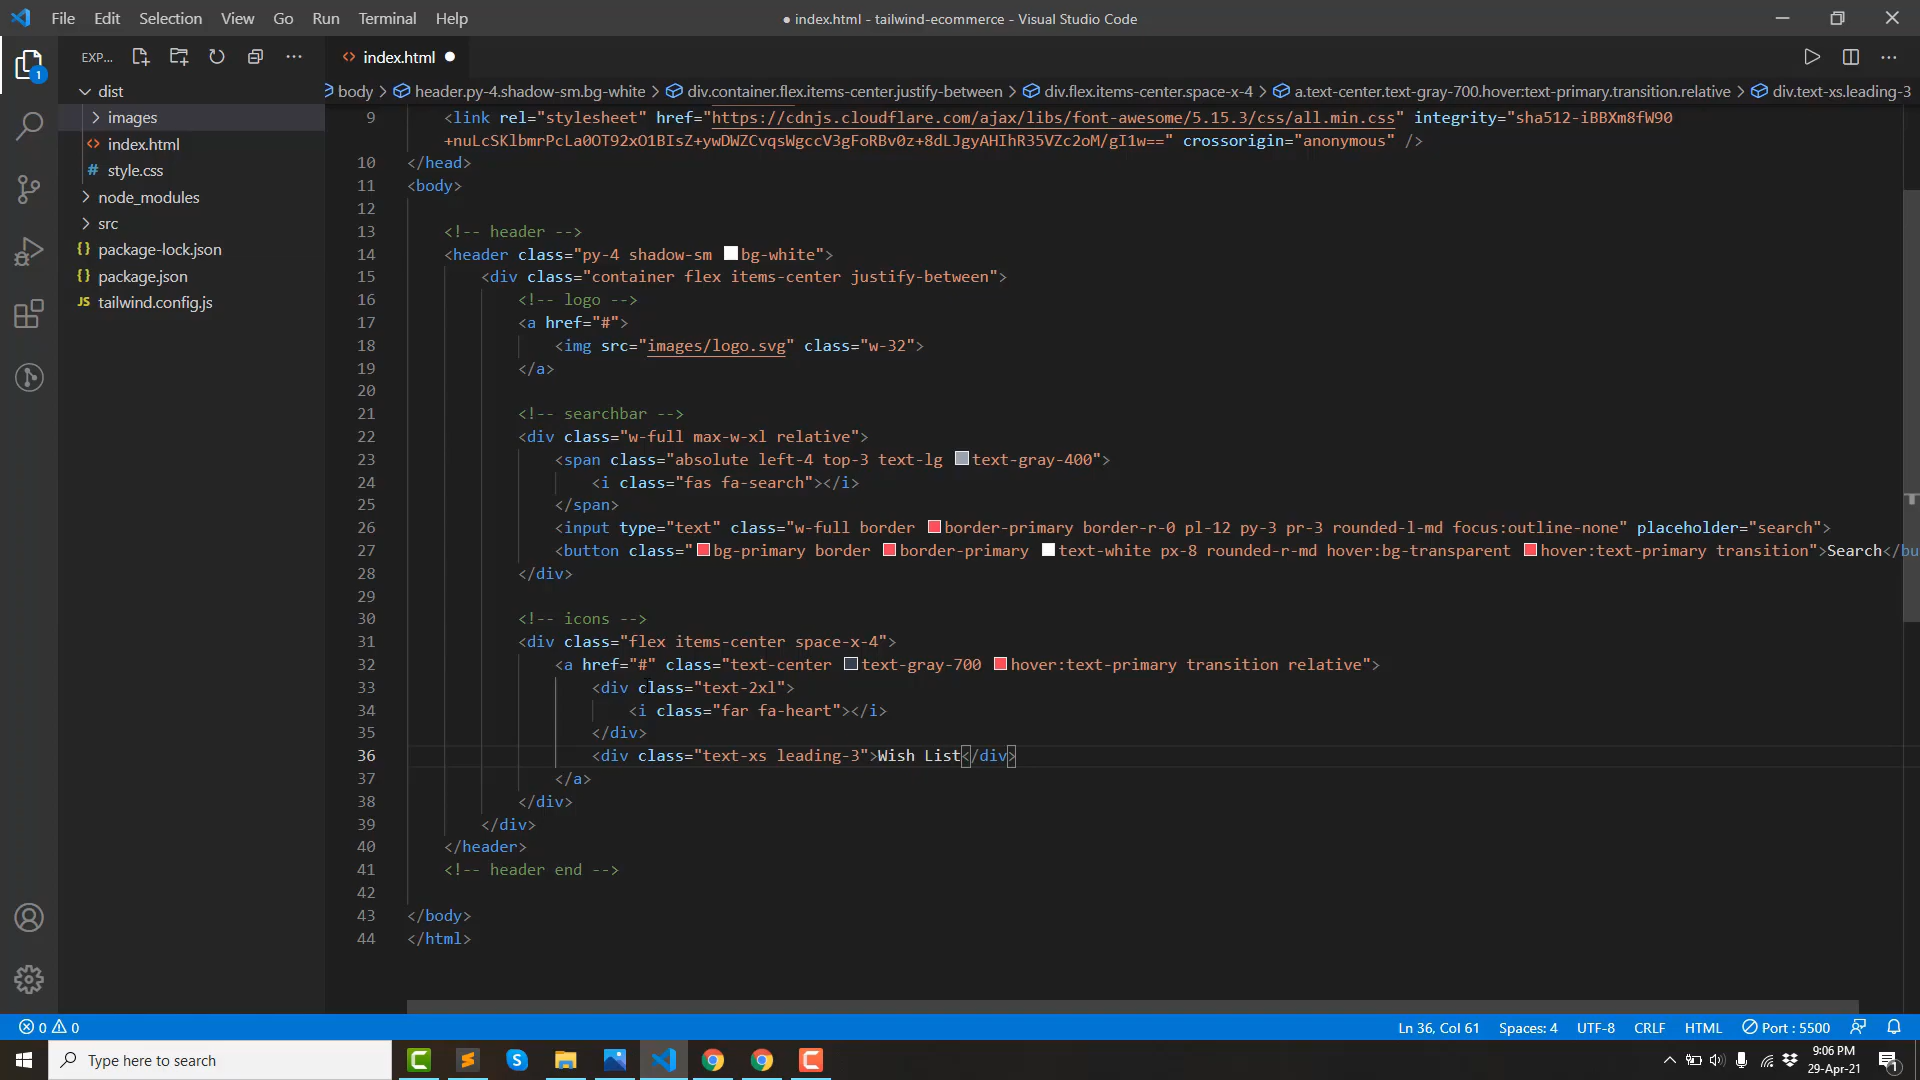 File Edit Selection View Go Run Terminal Help
● index.html - tailwind-ecommerce - Visual Studio Code
EXP...
index.html
dist
images
index.html
style.css
node_modules
src
package-lock.json
package.json
tailwind.config.js
1
body > header.py-4.shadow-sm.bg-white > div.container.flex.items-center.justify-between > div.flex.items-center.space-x-4 > a.text-center.text-gray-700.hover:text-primary.transition.relative > div.text-xs.leading-3
9 <link rel="stylesheet" href="https://cdnjs.cloudflare.com/ajax/libs/font-awesome/5.15.3/css/all.min.css" integrity="sha512-iBBXm8fW90
+nuLcSKlbmrPcLa0OT92xO1BIsZ+ywDWZCvqsWgccV3gFoRBv0z+8dLJgyAHIhR35VZc2oM/gI1w==" crossorigin="anonymous" />
10 </head>
11 <body>
12
13 <!-- header -->
14 <header class="py-4 shadow-sm bg-white">
15 <div class="container flex items-center justify-between">
16 <!-- logo -->
17 <a href="#">
18 <img src="images/logo.svg" class="w-32">
19 </a>
20
21 <!-- searchbar -->
22 <div class="w-full max-w-xl relative">
23 <span class="absolute left-4 top-3 text-lg text-gray-400">
24 <i class="fas fa-search"></i>
25 </span>
26 <input type="text" class="w-full border border-primary border-r-0 pl-12 py-3 pr-3 rounded-l-md focus:outline-none" placeholder="search">
27 <button class="bg-primary border border-primary text-white px-8 rounded-r-md hover:bg-transparent hover:text-primary transition">Search</bu
28 </div>
29
30 <!-- icons -->
31 <div class="flex items-center space-x-4">
32 <a href="#" class="text-center text-gray-700 hover:text-primary transition relative">
33 <div class="text-2xl">
34 <i class="far fa-heart"></i>
35 </div>
36 <div class="text-xs leading-3">Wish List</div>
37 </a>
38 </div>
39 </div>
40 </header>
41 <!-- header end -->
42
43 </body>
44 </html>
0 0
Ln 36, Col 61 Spaces: 4 UTF-8 CRLF HTML Port : 5500
Type here to search
9:06 PM
29-Apr-21
1